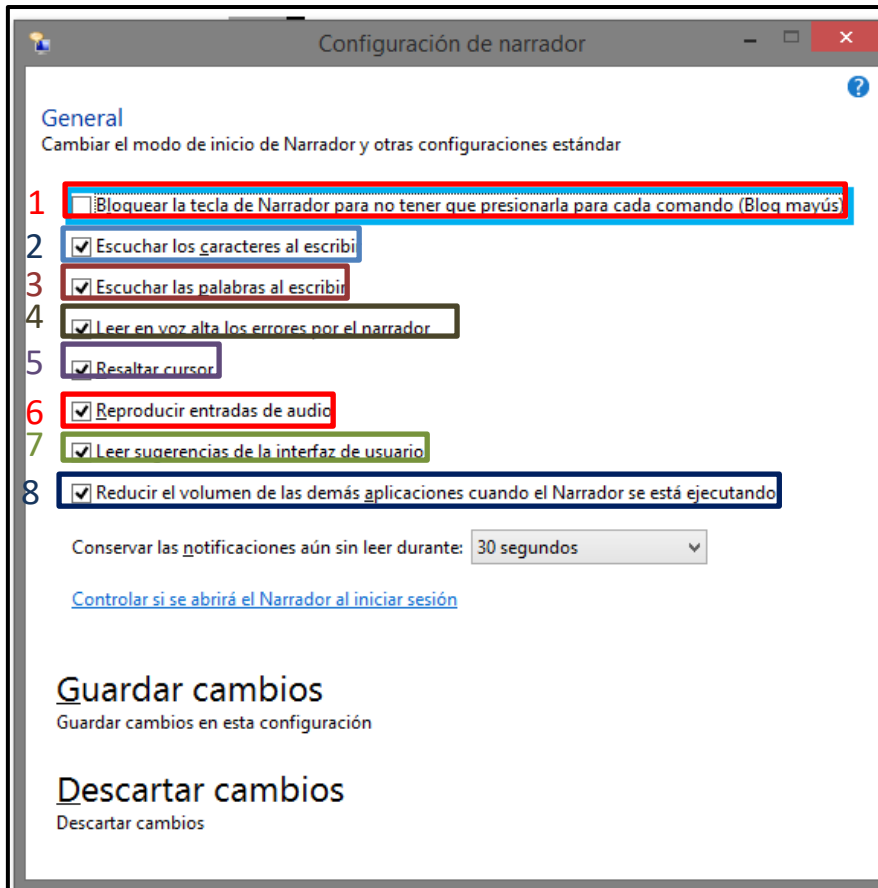 Configuración de narrador
General
Cambiar el modo de inicio de Narrador y otras configuraciones estándar
1 Bloquear la tecla de Narrador para no tener que presionarla para cada comando (Bloq mayús)
2 Escuchar los caracteres al escribir
3 Escuchar las palabras al escribir
4 Leer en voz alta los errores por el narrador
5 Resaltar cursor
6 Reproducir entradas de audio
7 Leer sugerencias de la interfaz de usuario
8 Reducir el volumen de las demás aplicaciones cuando el Narrador se está ejecutando
Conservar las notificaciones aún sin leer durante: 30 segundos
Controlar si se abrirá el Narrador al iniciar sesión
Guardar cambios
Guardar cambios en esta configuración
Descartar cambios
Descartar cambios